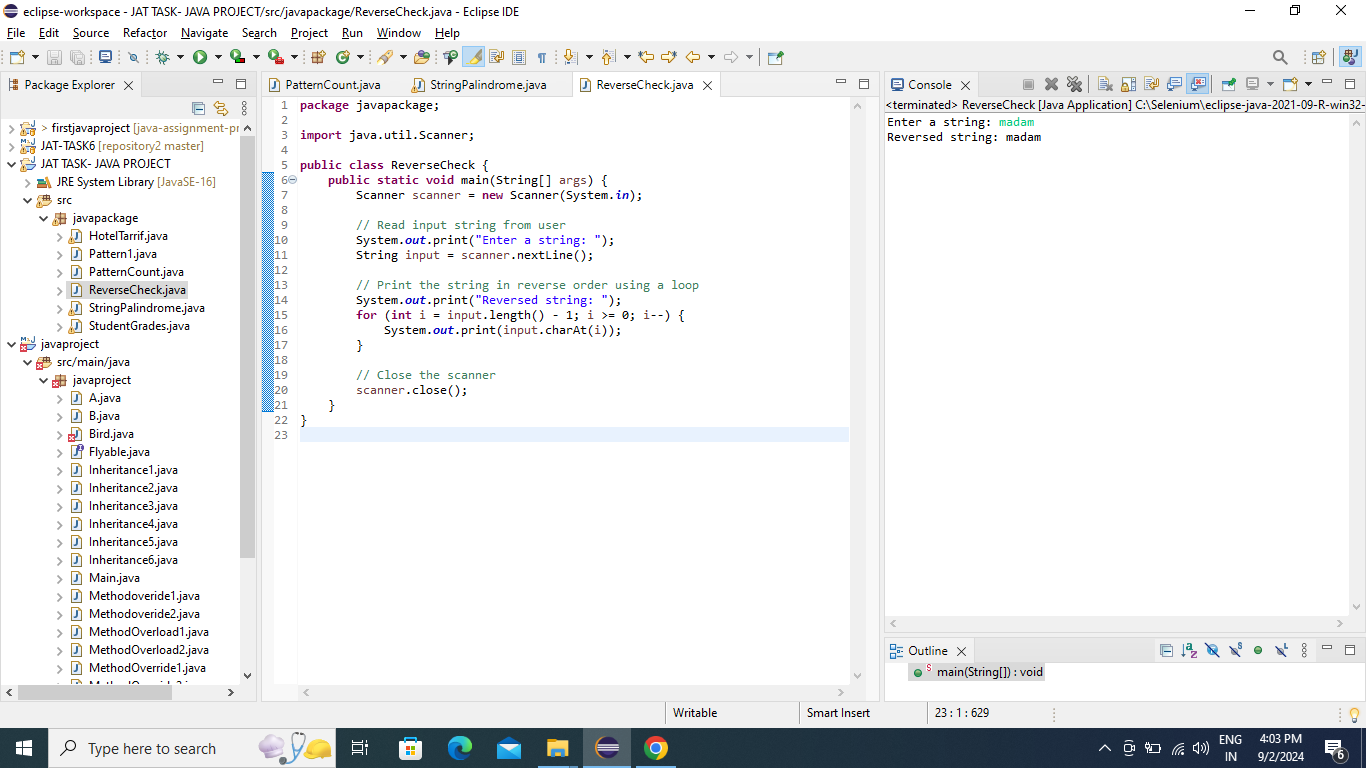 eclipse-workspace - JAT TASK- JAVA PROJECT/src/javapackage/ReverseCheck.java - Eclipse IDE
File Edit Source Refactor Navigate Search Project Run Window Help
Package Explorer
> firstjavaproject [java-assignment-pr
JAT-TASK6 [repository2 master]
JAT TASK- JAVA PROJECT
JRE System Library [JavaSE-16]
src
javapackage
HotelTarrif.java
Pattern1.java
PatternCount.java
ReverseCheck.java
StringPalindrome.java
StudentGrades.java
javaproject
src/main/java
javaproject
A.java
B.java
Bird.java
Flyable.java
Inheritance1.java
Inheritance2.java
Inheritance3.java
Inheritance4.java
Inheritance5.java
Inheritance6.java
Main.java
Methodoveride1.java
Methodoveride2.java
MethodOverload1.java
MethodOverload2.java
MethodOverride1.java
PatternCount.java StringPalindrome.java ReverseCheck.java
1 package javapackage;
2
3 import java.util.Scanner;
4
5 public class ReverseCheck {
6 public static void main(String[] args) {
7 Scanner scanner = new Scanner(System.in);
8
9 // Read input string from user
10 System.out.print("Enter a string: ");
11 String input = scanner.nextLine();
12
13 // Print the string in reverse order using a loop
14 System.out.print("Reversed string: ");
15 for (int i = input.length() - 1; i >= 0; i--) {
16 System.out.print(input.charAt(i));
17 }
18
19 // Close the scanner
20 scanner.close();
21 }
22 }
23
Console
<terminated> ReverseCheck [Java Application] C:\Selenium\eclipse-java-2021-09-R-win32-
Enter a string: madam
Reversed string: madam
Outline
main(String[]) : void
Writable Smart Insert 23 : 1 : 629
Type here to search
ENG
IN
4:03 PM
9/2/2024
6